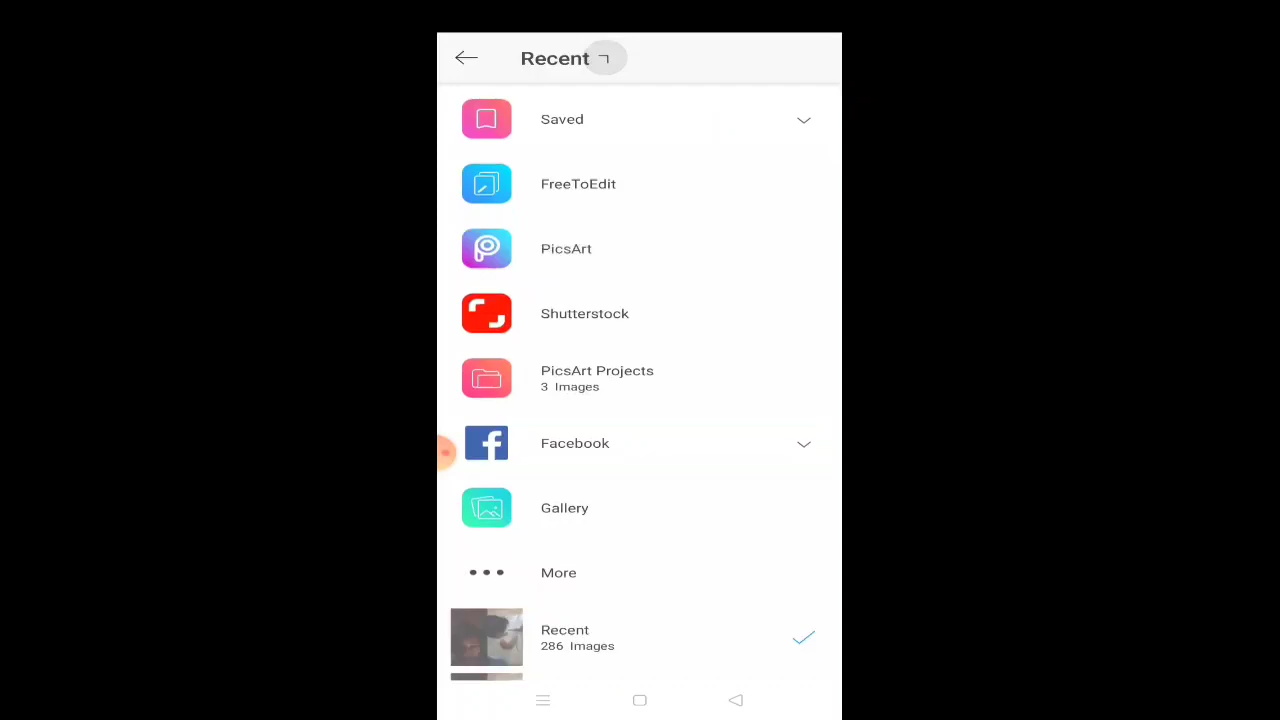 Recent
Saved
FreeToEdit
PicsArt
Shutterstock
PicsArt Projects
3 Images
Facebook
Gallery
More
Recent
286 Images